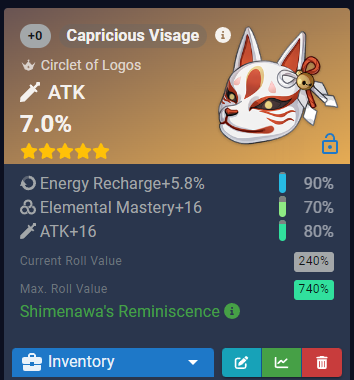 +0 Capricious Visage
Circlet of Logos
ATK
7.0%
Energy Recharge+5.8% 90%
Elemental Mastery+16 70%
ATK+16 80%
Current Roll Value 240%
Max. Roll Value 740%
Shimenawa's Reminiscence
Inventory